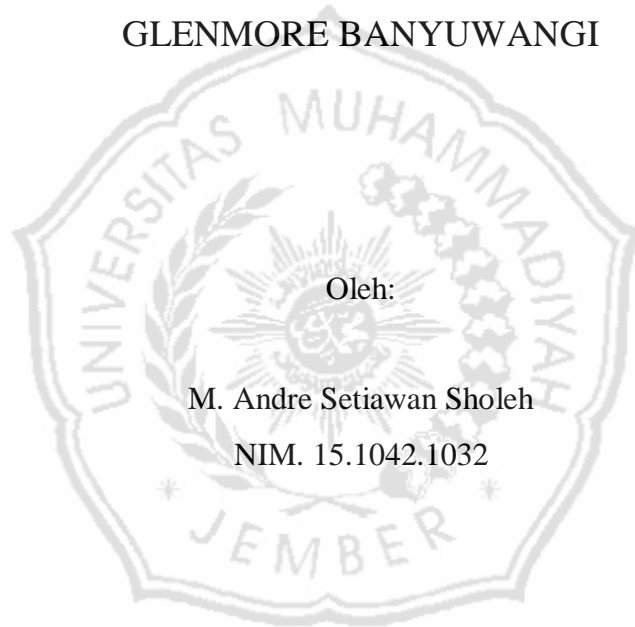 GLENMORE BANYUWANGI
UNIVERSITAS MUHAMMADIYAH
Oleh:
M. Andre Setiawan Sholeh
NIM. 15.1042.1032
* JEMBER *